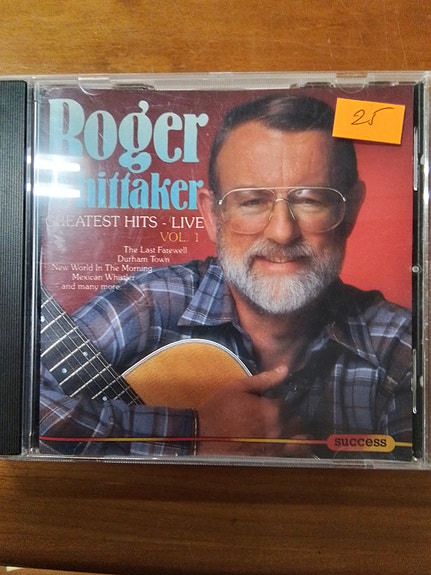 Roger
Whittaker
GREATEST HITS - LIVE
VOL. 1
The Last Farewell
Durham Town
New World In The Morning
Mexican Whistler
and many more
25
success